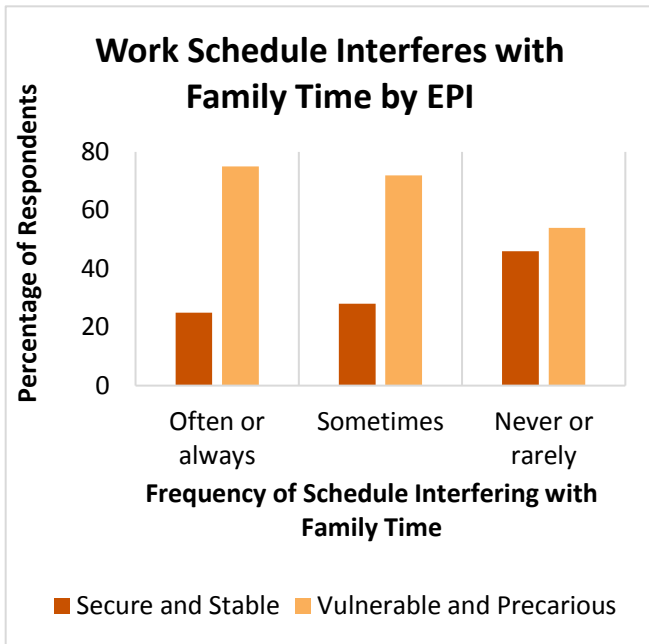 Work Schedule Interferes with
Family Time by EPI
Percentage of Respondents
80
60
40
20
0
Often or
always
Sometimes
Never or
rarely
Frequency of Schedule Interfering with
Family Time
Secure and Stable
Vulnerable and Precarious